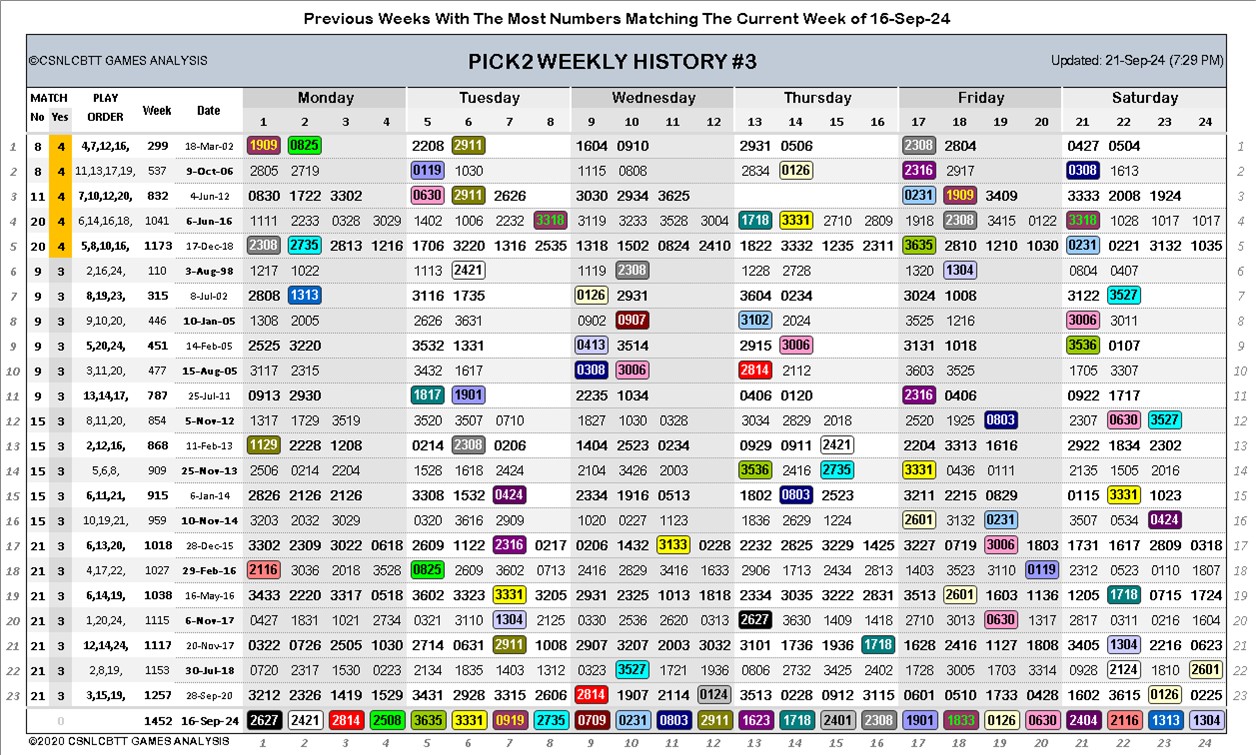 Previous Weeks With The Most Numbers Matching The Current Week of 16-Sep-24
©CSNLCBTT GAMES ANALYSIS PICK2 WEEKLY HISTORY #3 Updated: 21-Sep-24 (7:29 PM)
MATCH PLAY Week Date Monday Tuesday Wednesday Thursday Friday Saturday
No Yes ORDER 1 2 3 4 5 6 7 8 9 10 11 12 13 14 15 16 17 18 19 20 21 22 23 24
1 8 4 4,7,12,16, 299 18-Mar-02 1909 0825 2208 2911 1604 0910 2931 0506 2308 2804 0427 0504 1
2 8 4 11,13,17,19, 537 9-Oct-06 2805 2719 0119 1030 1115 0808 2834 0126 2316 2917 0308 1613 2
3 11 4 7,10,12,20, 832 4-Jun-12 0830 1722 3302 0630 2911 2626 3030 2934 3625 0231 1909 3409 3333 2008 1924 3
4 20 4 6,14,16,18, 1041 6-Jun-16 1111 2233 0328 3029 1402 1006 2232 3318 3119 3233 3528 3004 1718 3331 2710 2809 1918 2308 3415 0122 3318 1028 1017 1017 4
5 20 4 5,8,10,16, 1173 17-Dec-18 2308 2735 2813 1216 1706 3220 1316 2535 1318 1502 0824 2410 1822 3332 1235 2311 3635 2810 1210 1030 0231 0221 3132 1035 5
6 9 3 2,16,24, 110 3-Aug-98 1217 1022 1113 2421 1119 2308 1228 2728 1320 1304 0804 0407 6
7 9 3 8,19,23, 315 8-Jul-02 2808 1313 3116 1735 0126 2931 3604 0234 3024 1008 3122 3527 7
8 9 3 9,10,20, 446 10-Jan-05 1308 2005 2626 3631 0902 0907 3102 2024 3525 1216 3006 3011 8
9 9 3 5,20,24, 451 14-Feb-05 2525 3220 3532 1331 0413 3514 2915 3006 3131 1018 3536 0107 9
10 9 3 3,11,20, 477 15-Aug-05 3117 2315 3432 1617 0308 3006 2814 2112 3603 3525 1705 3307 10
11 9 3 13,14,17, 787 25-Jul-11 0913 2930 1817 1901 2235 1034 0406 0120 2316 0406 0922 1717 11
12 15 3 8,11,20, 854 5-Nov-12 1317 1729 3519 3520 3507 0710 1827 1030 0328 3034 2829 2018 2520 1925 0803 2207 0630 3527 12
13 15 3 2,12,16, 868 11-Feb-13 1129 2228 1208 0214 2308 0206 1404 2523 0234 0929 0911 2421 2204 3313 1616 2922 1834 2302 13
14 15 3 5,6,8, 909 25-Nov-13 2506 0214 2204 1528 1618 2424 2104 3426 2003 3536 2416 2735 3331 0436 0111 2135 1505 2016 14
15 15 3 6,11,21, 915 6-Jan-14 2826 2126 2126 3308 1532 0424 2334 1916 0513 1802 0803 2523 3211 2215 0829 0115 3331 1023 15
16 15 3 10,19,21, 959 10-Nov-14 3203 2032 3029 0320 3616 2909 1020 0227 1123 1836 2629 1224 2601 3132 0231 3507 0534 0424 16
17 21 3 6,13,20, 1018 28-Dec-15 3302 2309 3022 0618 2609 1122 2316 0217 0206 1432 3133 0228 2232 2825 3229 1425 3227 0719 3006 1803 1731 1617 2809 0318 17
18 21 3 4,17,22, 1027 29-Feb-16 2116 3036 2018 3528 0825 2609 3602 0713 2416 2829 3416 1633 2906 1713 2434 2613 1403 3523 3110 0119 2312 0523 0110 1807 18
19 21 3 6,14,19, 1038 16-May-16 3433 2220 3317 0518 3602 3323 3331 3205 2931 2325 1013 1818 2334 3035 3222 2831 3513 2601 1603 1136 1205 1718 0715 1724 19
20 21 3 1,20,24, 1115 6-Nov-17 0427 1831 1021 2734 0321 3110 1304 2125 0330 2536 2620 0313 2627 3630 1409 1418 2710 3013 0630 1317 2817 0311 0216 1604 20
21 21 3 12,14,24, 1117 20-Nov-17 0322 0726 2505 1030 2714 0631 2911 1008 2907 3207 2003 3032 3101 1736 1936 1718 1628 2416 1127 1808 3405 1304 2216 0623 21
22 21 3 2,8,19, 1153 30-Jul-18 0720 2317 1530 0223 2134 1835 1403 1312 0323 3527 1721 1936 0806 2732 3425 2402 1728 3005 1703 3314 0928 2124 1810 2601 22
23 21 3 3,15,19, 1257 28-Sep-20 3212 2326 1419 1529 3431 2928 3315 2606 2814 1907 2114 0124 3513 0228 0912 3115 0601 0510 1733 0428 1602 3615 0126 0225 23
0 1452 16-Sep-24 2627 2421 2814 2508 3635 3331 0919 2735 0709 0231 0803 2911 1623 1718 2401 2308 1901 1833 0126 0630 2404 2116 1313 1304
©2020 CSNLCBTT GAMES ANALYSIS 1 2 3 4 5 6 7 8 9 10 11 12 13 14 15 16 17 18 19 20 21 22 23 24